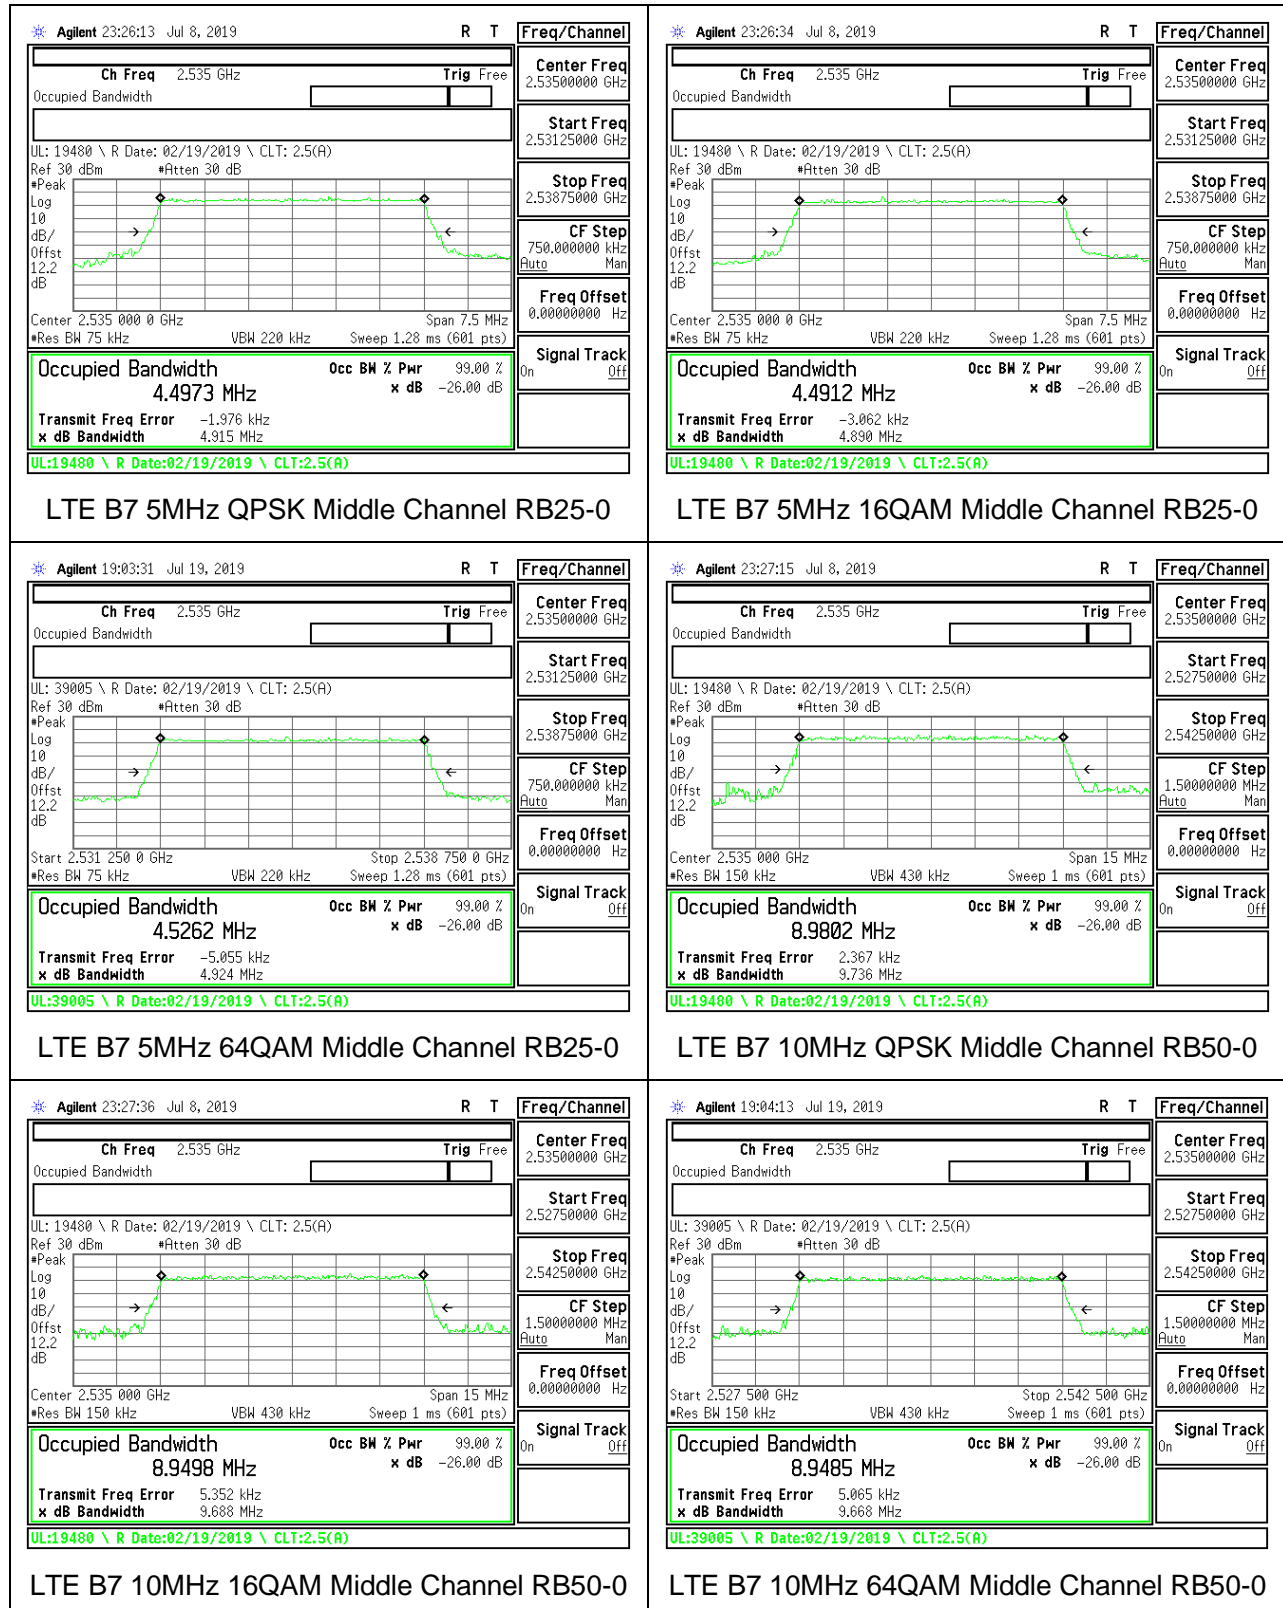 Agilent 23:26:13 Jul 8, 2019 R T Freq/Channel
Ch Freq 2.535 GHz Trig Free
Occupied Bandwidth
Center Freq
2.53500000 GHz
Start Freq
2.53125000 GHz
Stop Freq
2.53875000 GHz
CF Step
750.000000 kHz
Auto Man
Freq Offset
0.00000000 Hz
Signal Track
On Off
UL: 19480 \ R Date: 02/19/2019 \ CLT: 2.5(A)
Ref 30 dBm #Atten 30 dB
#Peak
Log
10
dB/
Offst
12.2
dB
Center 2.535 000 0 GHz Span 7.5 MHz
#Res BW 75 kHz VBW 220 kHz Sweep 1.28 ms (601 pts)
Occupied Bandwidth Occ BW % Pwr 99.00 %
4.4973 MHz x dB -26.00 dB
Transmit Freq Error -1.976 kHz
x dB Bandwidth 4.915 MHz
UL:19480 \ R Date:02/19/2019 \ CLT:2.5(A)
LTE B7 5MHz QPSK Middle Channel RB25-0
Agilent 23:26:34 Jul 8, 2019 R T Freq/Channel
Ch Freq 2.535 GHz Trig Free
Occupied Bandwidth
Center Freq
2.53500000 GHz
Start Freq
2.53125000 GHz
Stop Freq
2.53875000 GHz
CF Step
750.000000 kHz
Auto Man
Freq Offset
0.00000000 Hz
Signal Track
On Off
UL: 19480 \ R Date: 02/19/2019 \ CLT: 2.5(A)
Ref 30 dBm #Atten 30 dB
#Peak
Log
10
dB/
Offst
12.2
dB
Center 2.535 000 0 GHz Span 7.5 MHz
#Res BW 75 kHz VBW 220 kHz Sweep 1.28 ms (601 pts)
Occupied Bandwidth Occ BW % Pwr 99.00 %
4.4912 MHz x dB -26.00 dB
Transmit Freq Error -3.062 kHz
x dB Bandwidth 4.890 MHz
UL:19480 \ R Date:02/19/2019 \ CLT:2.5(A)
LTE B7 5MHz 16QAM Middle Channel RB25-0
Agilent 19:03:31 Jul 19, 2019 R T Freq/Channel
Ch Freq 2.535 GHz Trig Free
Occupied Bandwidth
Center Freq
2.53500000 GHz
Start Freq
2.53125000 GHz
Stop Freq
2.53875000 GHz
CF Step
750.000000 kHz
Auto Man
Freq Offset
0.00000000 Hz
Signal Track
On Off
UL: 39005 \ R Date: 02/19/2019 \ CLT: 2.5(A)
Ref 30 dBm #Atten 30 dB
#Peak
Log
10
dB/
Offst
12.2
dB
Start 2.531 250 0 GHz Stop 2.538 750 0 GHz
#Res BW 75 kHz VBW 220 kHz Sweep 1.28 ms (601 pts)
Occupied Bandwidth Occ BW % Pwr 99.00 %
4.5262 MHz x dB -26.00 dB
Transmit Freq Error -5.055 kHz
x dB Bandwidth 4.924 MHz
UL:39005 \ R Date:02/19/2019 \ CLT:2.5(A)
LTE B7 5MHz 64QAM Middle Channel RB25-0
Agilent 23:27:15 Jul 8, 2019 R T Freq/Channel
Ch Freq 2.535 GHz Trig Free
Occupied Bandwidth
Center Freq
2.53500000 GHz
Start Freq
2.52750000 GHz
Stop Freq
2.54250000 GHz
CF Step
1.50000000 MHz
Auto Man
Freq Offset
0.00000000 Hz
Signal Track
On Off
UL: 19480 \ R Date: 02/19/2019 \ CLT: 2.5(A)
Ref 30 dBm #Atten 30 dB
#Peak
Log
10
dB/
Offst
12.2
dB
Center 2.535 000 GHz Span 15 MHz
#Res BW 150 kHz VBW 430 kHz Sweep 1 ms (601 pts)
Occupied Bandwidth Occ BW % Pwr 99.00 %
8.9802 MHz x dB -26.00 dB
Transmit Freq Error 2.367 kHz
x dB Bandwidth 9.736 MHz
UL:19480 \ R Date:02/19/2019 \ CLT:2.5(A)
LTE B7 10MHz QPSK Middle Channel RB50-0
Agilent 23:27:36 Jul 8, 2019 R T Freq/Channel
Ch Freq 2.535 GHz Trig Free
Occupied Bandwidth
Center Freq
2.53500000 GHz
Start Freq
2.52750000 GHz
Stop Freq
2.54250000 GHz
CF Step
1.50000000 MHz
Auto Man
Freq Offset
0.00000000 Hz
Signal Track
On Off
UL: 19480 \ R Date: 02/19/2019 \ CLT: 2.5(A)
Ref 30 dBm #Atten 30 dB
#Peak
Log
10
dB/
Offst
12.2
dB
Center 2.535 000 GHz Span 15 MHz
#Res BW 150 kHz VBW 430 kHz Sweep 1 ms (601 pts)
Occupied Bandwidth Occ BW % Pwr 99.00 %
8.9498 MHz x dB -26.00 dB
Transmit Freq Error 5.352 kHz
x dB Bandwidth 9.688 MHz
UL:19480 \ R Date:02/19/2019 \ CLT:2.5(A)
LTE B7 10MHz 16QAM Middle Channel RB50-0
Agilent 19:04:13 Jul 19, 2019 R T Freq/Channel
Ch Freq 2.535 GHz Trig Free
Occupied Bandwidth
Center Freq
2.53500000 GHz
Start Freq
2.52750000 GHz
Stop Freq
2.54250000 GHz
CF Step
1.50000000 MHz
Auto Man
Freq Offset
0.00000000 Hz
Signal Track
On Off
UL: 39005 \ R Date: 02/19/2019 \ CLT: 2.5(A)
Ref 30 dBm #Atten 30 dB
#Peak
Log
10
dB/
Offst
12.2
dB
Start 2.527 500 GHz Stop 2.542 500 GHz
#Res BW 150 kHz VBW 430 kHz Sweep 1 ms (601 pts)
Occupied Bandwidth Occ BW % Pwr 99.00 %
8.9485 MHz x dB -26.00 dB
Transmit Freq Error 5.065 kHz
x dB Bandwidth 9.668 MHz
UL:39005 \ R Date:02/19/2019 \ CLT:2.5(A)
LTE B7 10MHz 64QAM Middle Channel RB50-0